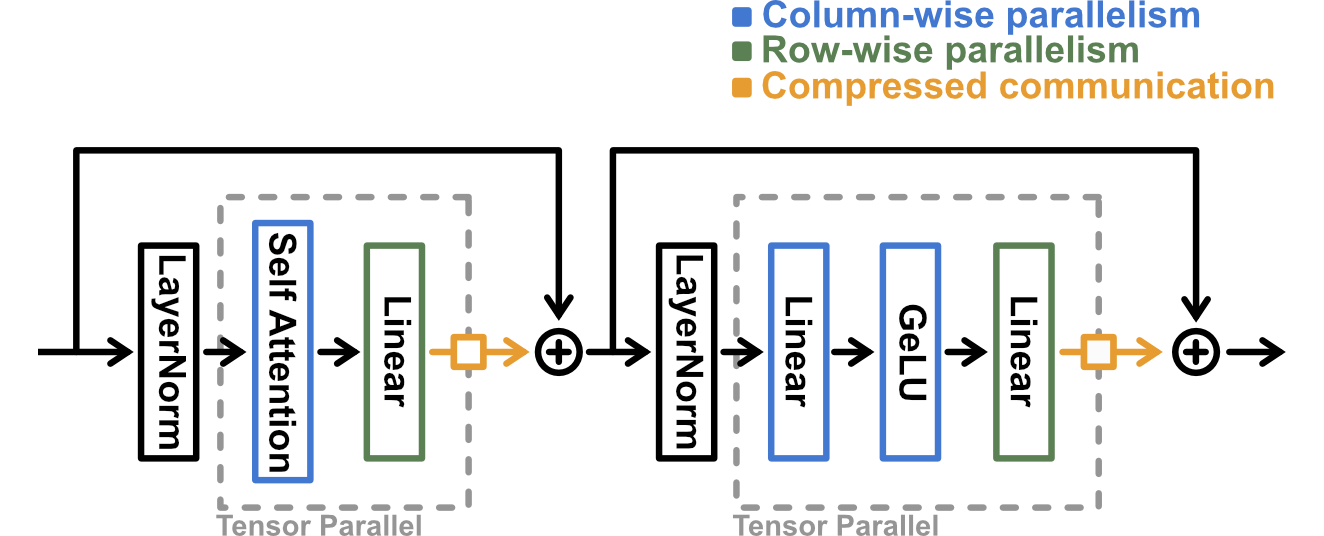 Column-wise parallelism
Row-wise parallelism
Compressed communication
LayerNorm
Self Attention
Linear
LayerNorm
Linear
GeLU
Linear
Tensor Parallel
Tensor Parallel